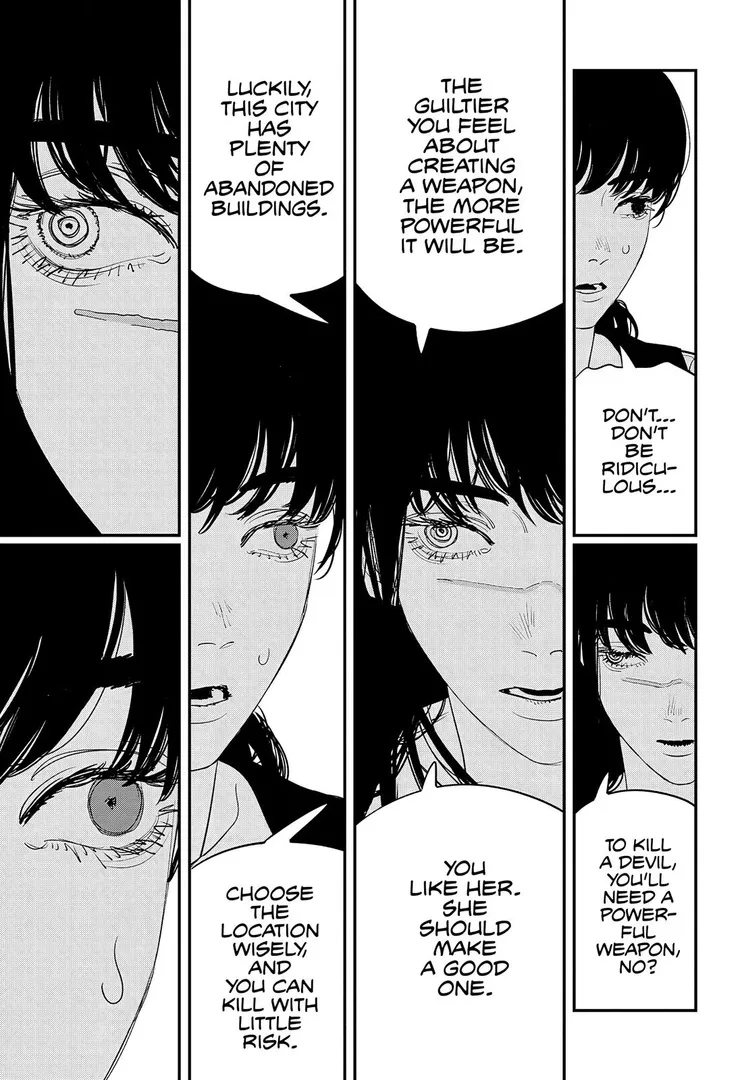 DON'T...
DON'T
BE
RIDICU-
LOUS...
TO KILL
A DEVIL,
YOU'LL
NEED A
POWER-
FUL
WEAPON,
NO?
THE
GUILTIER
YOU FEEL
ABOUT
CREATING
A WEAPON,
THE MORE
POWERFUL
IT WILL BE.
YOU
LIKE HER.
SHE
SHOULD
MAKE
A GOOD
ONE.
LUCKILY,
THIS CITY
HAS
PLENTY
OF
ABANDONED
BUILDINGS.
CHOOSE
THE
LOCATION
WISELY,
AND
YOU CAN
KILL WITH
LITTLE
RISK.